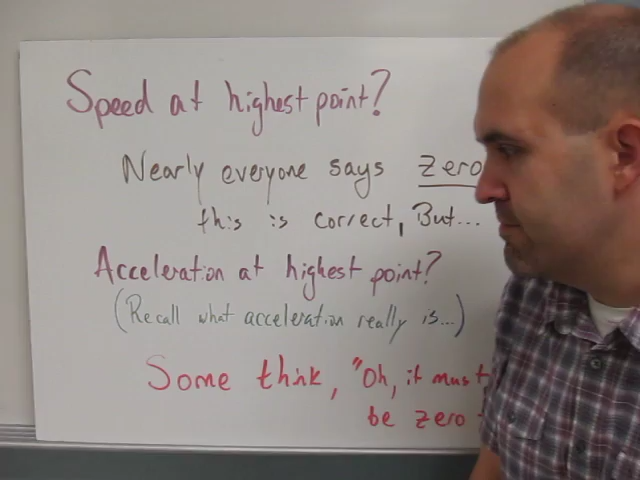 Speed at highest point?
Nearly everyone says zero
this is correct, But...
Acceleration at highest point?
(Recall what acceleration really is...)
Some think, "Oh, it must
be zero